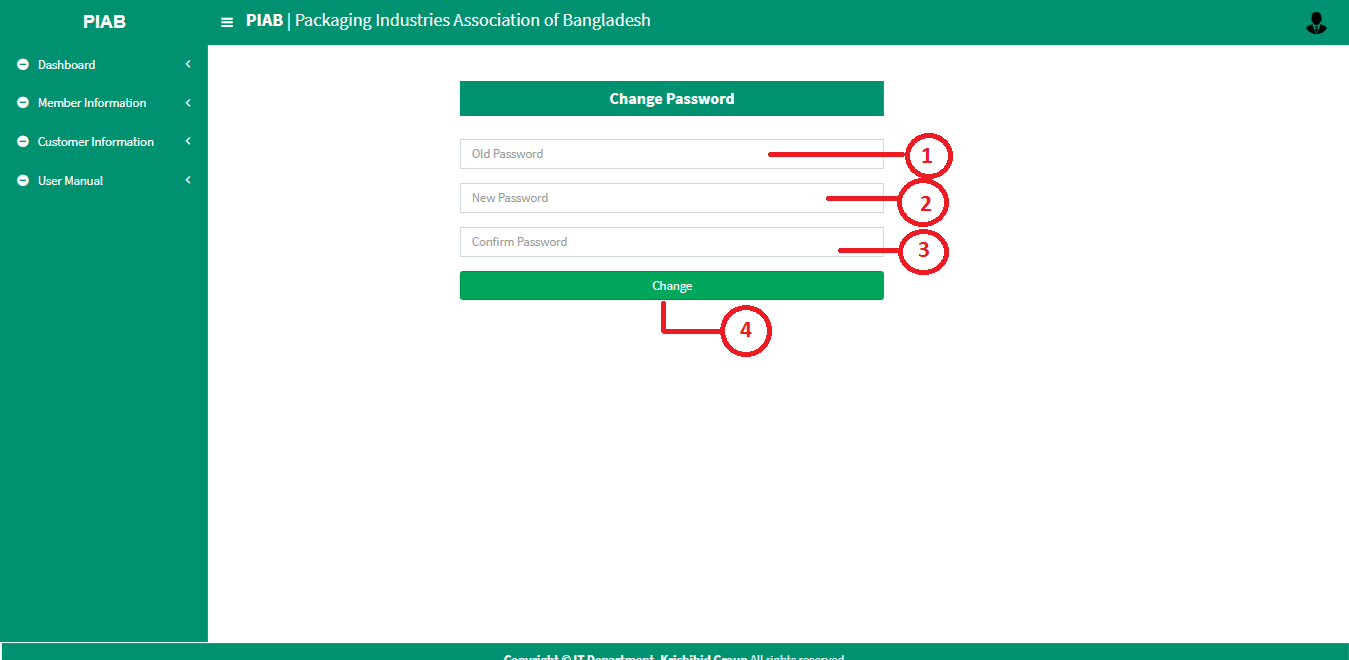 PIAB
PIAB | Packaging Industries Association of Bangladesh
Dashboard
Member Information
Customer Information
User Manual
Change Password
Old Password
1
New Password
2
Confirm Password
3
Change
4
Copyright © IT Department, Krishibid Group All rights reserved